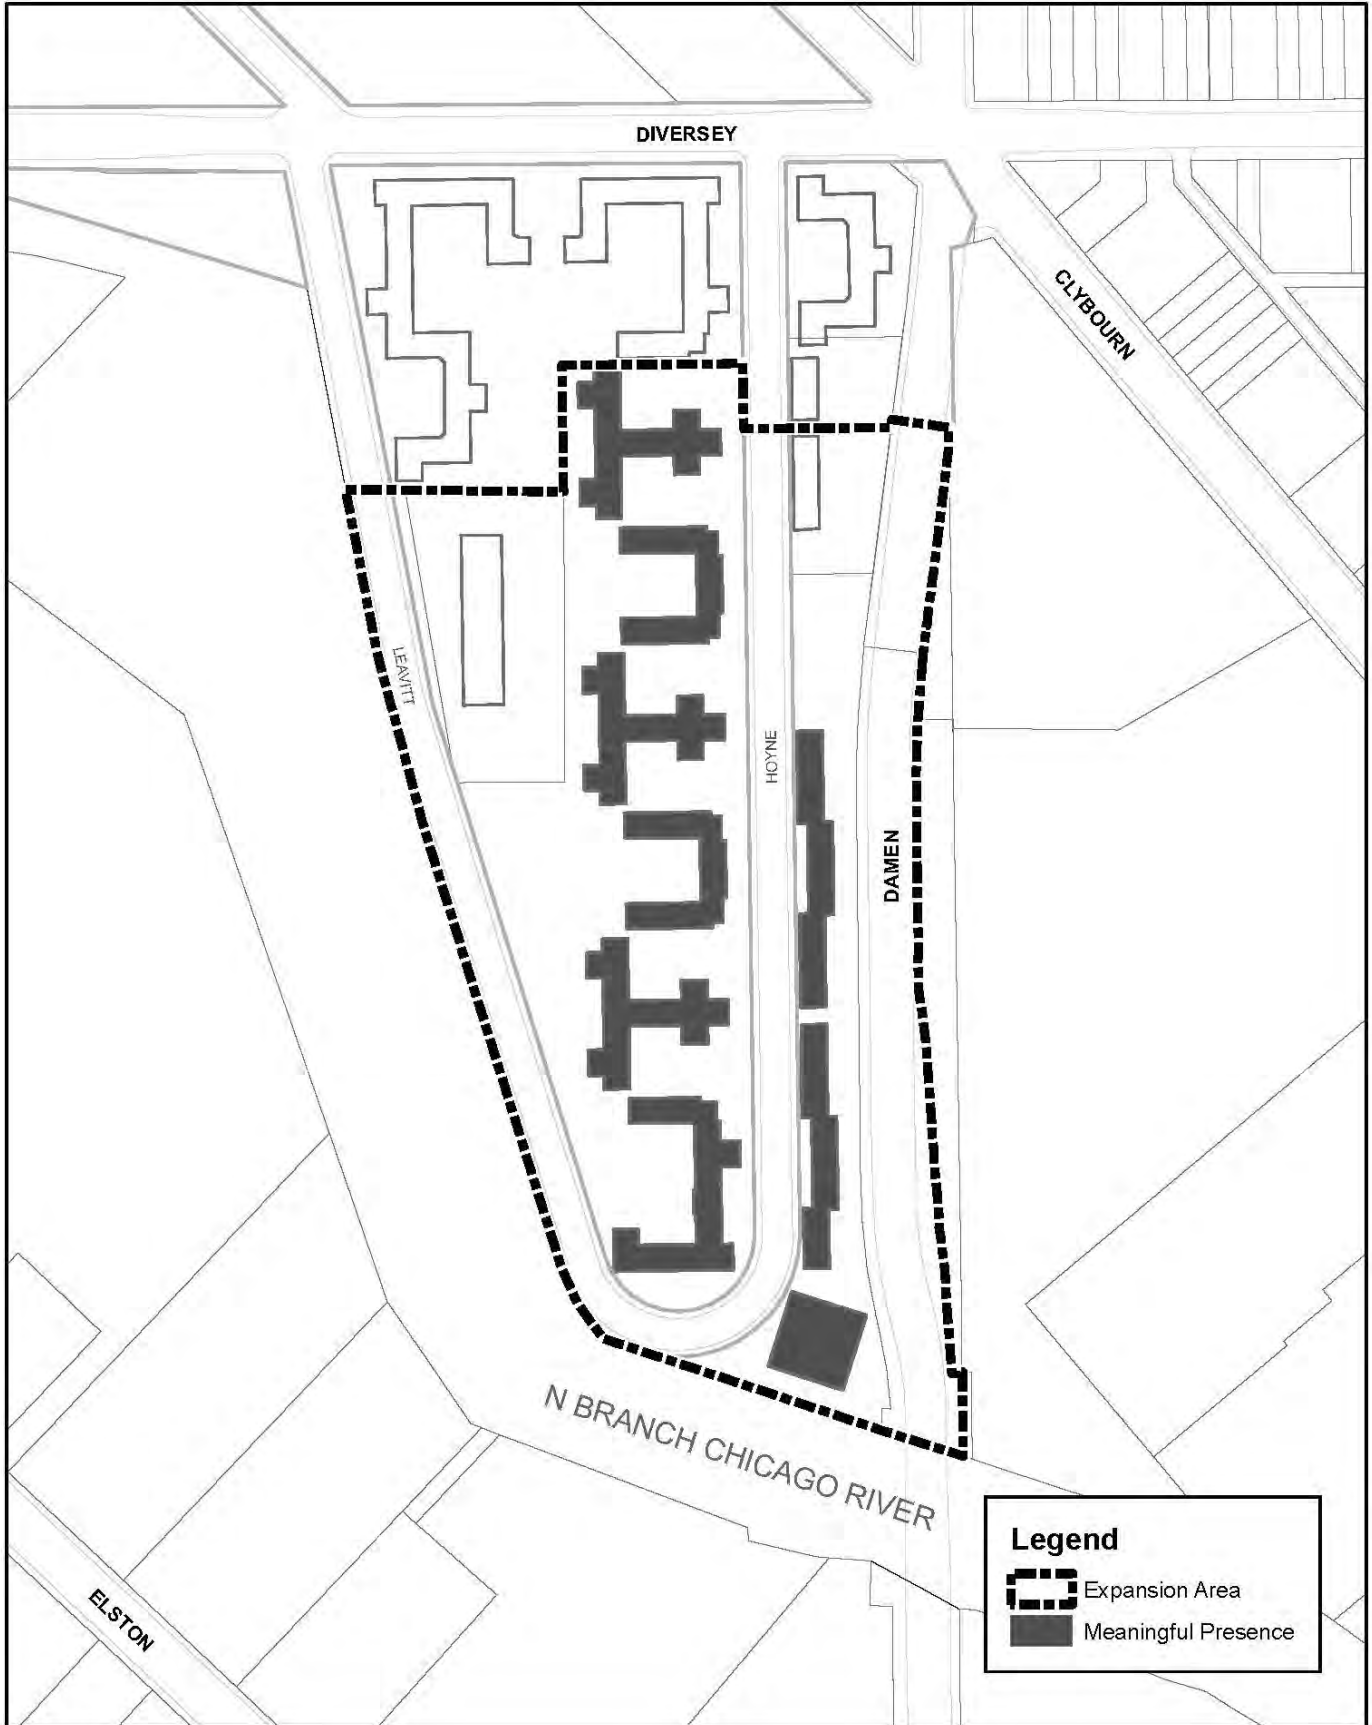 DIVERSEY
CLYBOURN
LEAVITT
HOYNE
DAMEN
N BRANCH CHICAGO RIVER
ELSTON
Legend
Expansion Area
Meaningful Presence